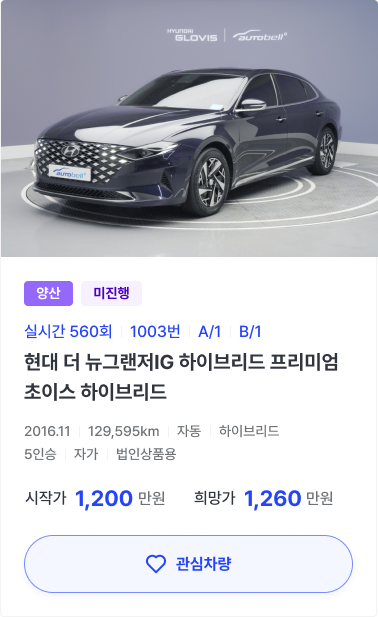 HYUNDAI
GLOVIS
autobell
autobell
양산
미진행
실시간 560회 1003번 A/1 B/1
현대 더 뉴그랜저IG 하이브리드 프리미엄
초이스 하이브리드
2016.11 129,595km 자동 하이브리드
5인승 자가 법인상품용
시작가 1,200 만원 희망가 1,260 만원
관심차량